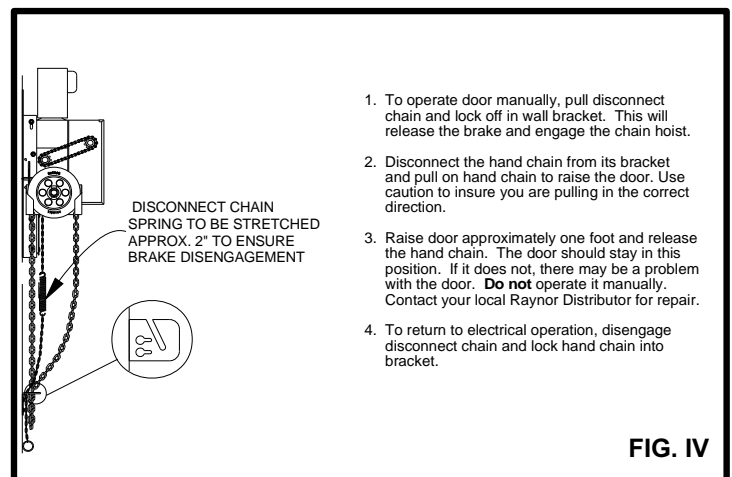 DISCONNECT CHAIN
SPRING TO BE STRETCHED
APPROX. 2" TO ENSURE
BRAKE DISENGAGEMENT
1. To operate door manually, pull disconnect
chain and lock off in wall bracket. This will
release the brake and engage the chain hoist.
2. Disconnect the hand chain from its bracket
and pull on hand chain to raise the door. Use
caution to insure you are pulling in the correct
direction.
3. Raise door approximately one foot and release
the hand chain. The door should stay in this
position. If it does not, there may be a problem
with the door. Do not operate it manually.
Contact your local Raynor Distributor for repair.
4. To return to electrical operation, disengage
disconnect chain and lock hand chain into
bracket.
FIG. IV